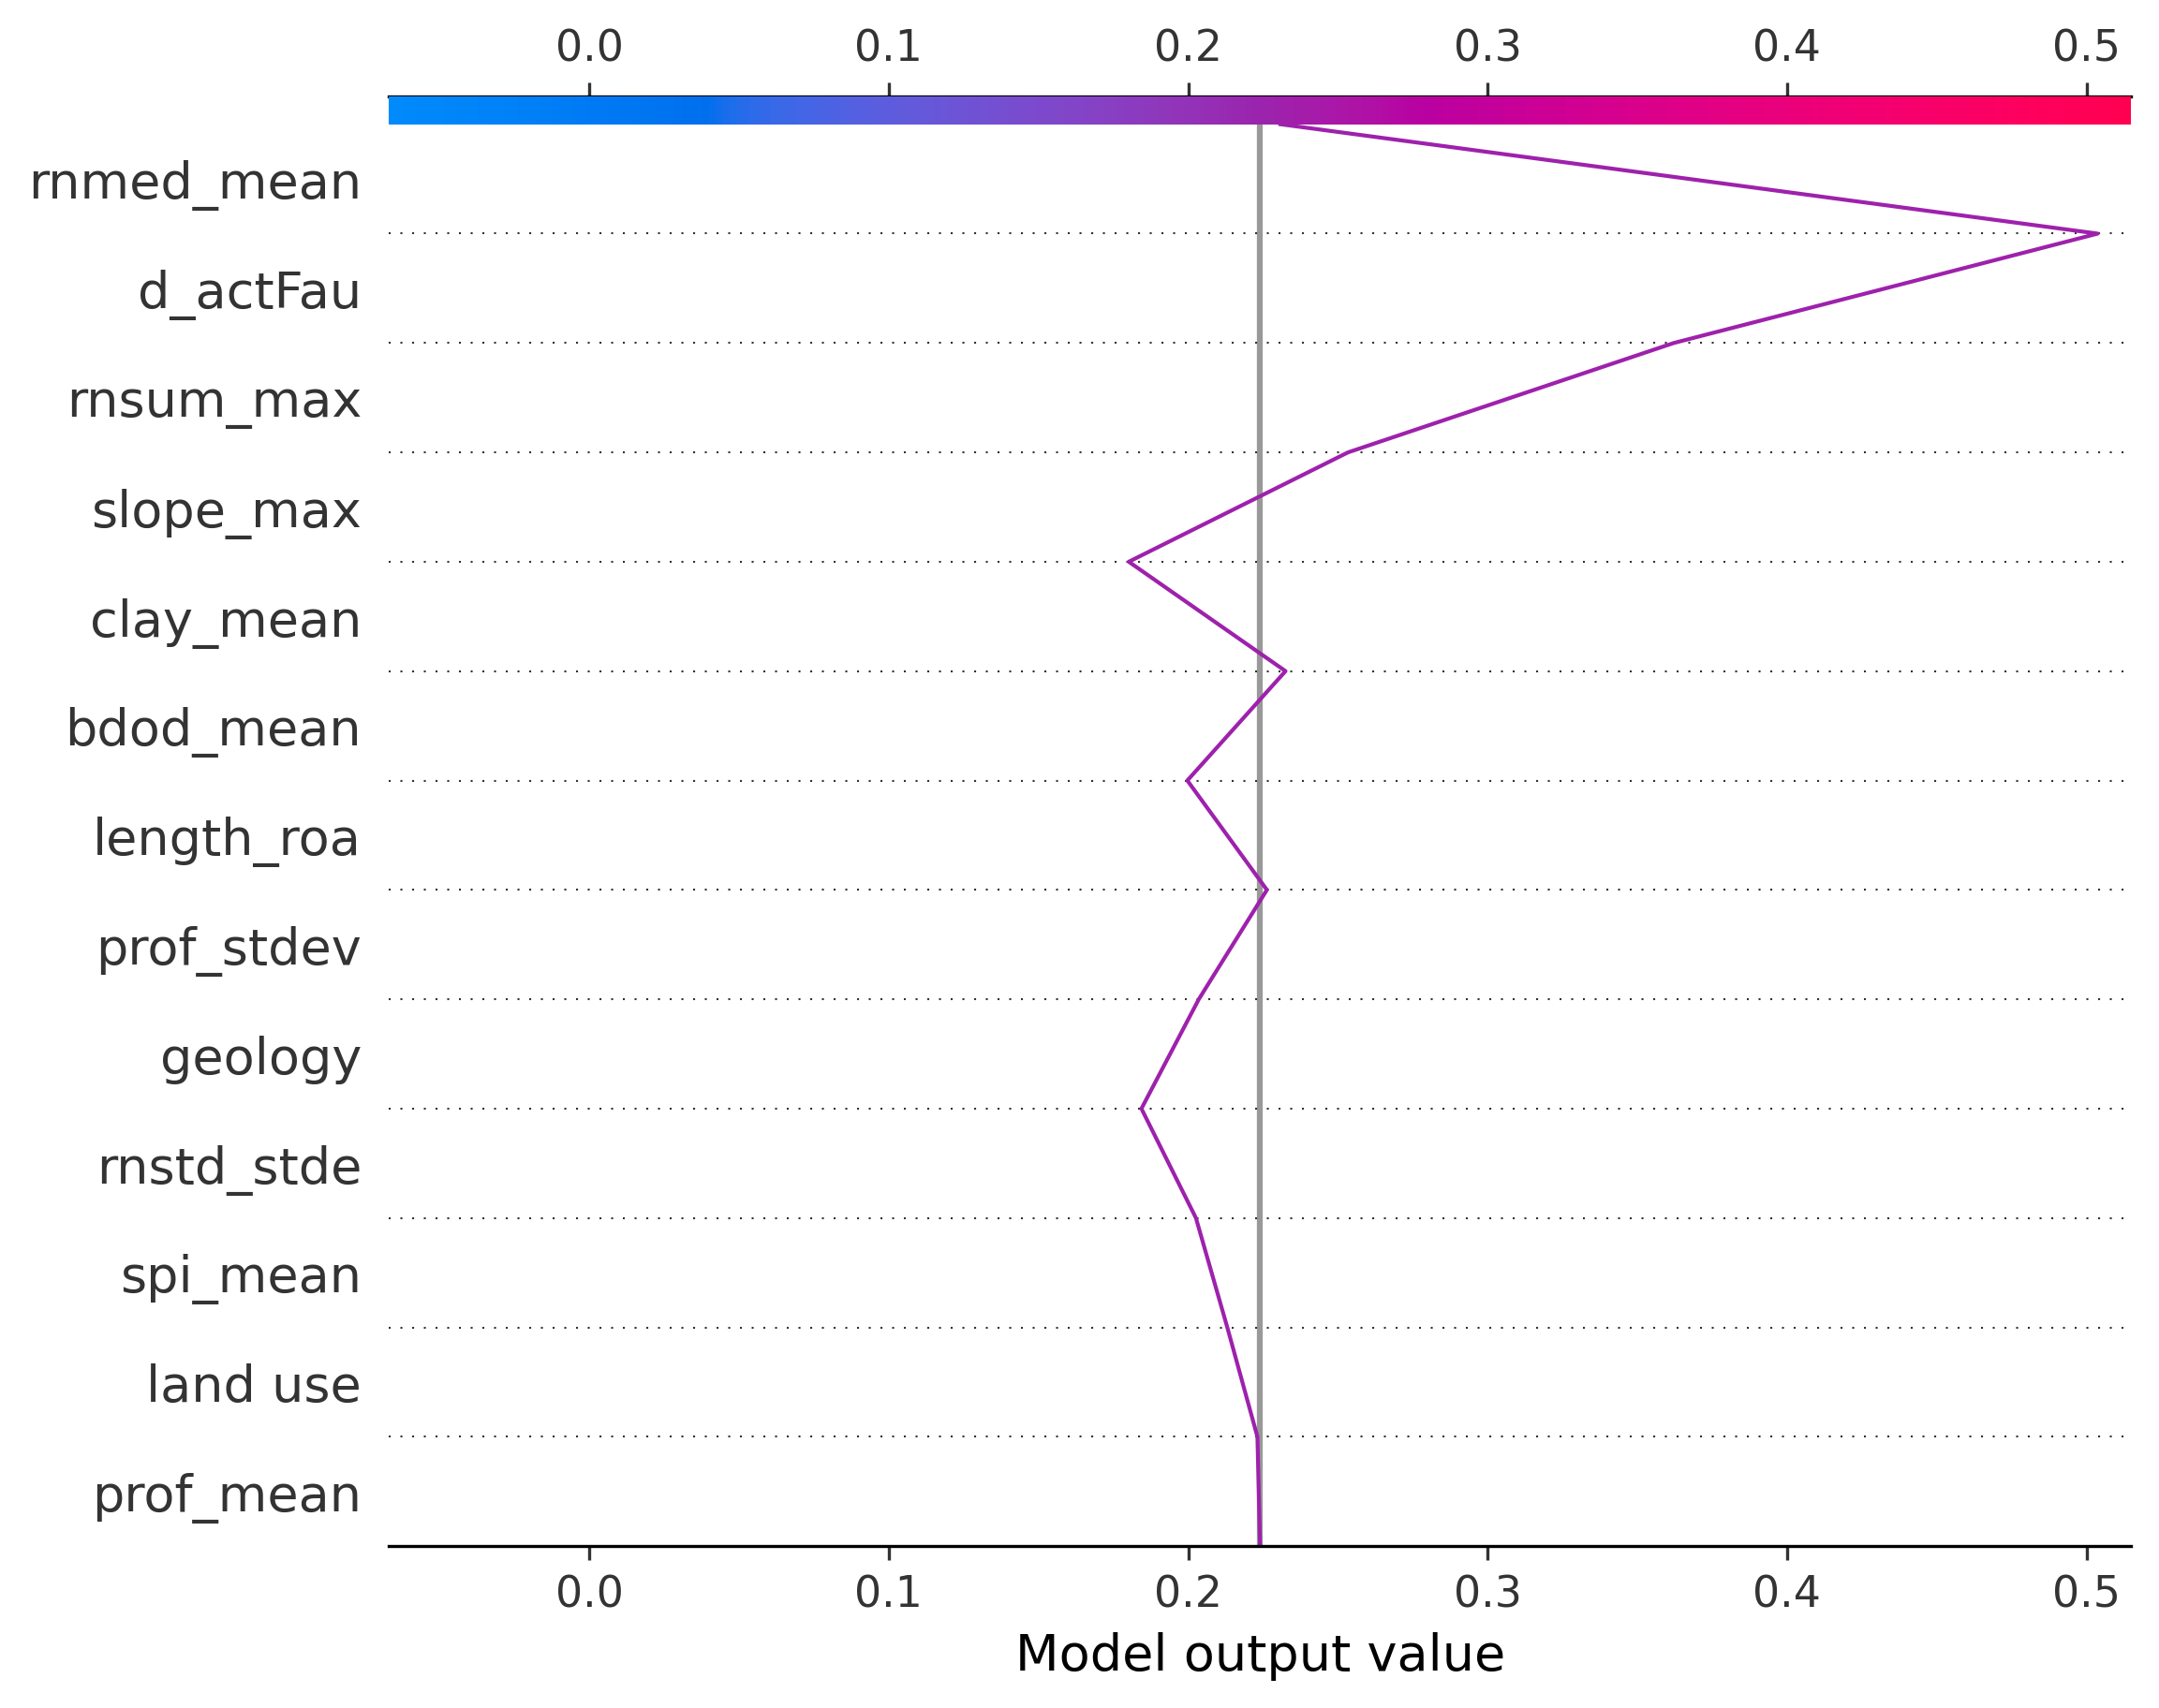 0.0 0.1 0.2 0.3 0.4 0.5
rnmed_mean
d_actFau
rnsum_max
slope_max
clay_mean
bdod_mean
length_roa
prof_stdev
geology
rnstd_stde
spi_mean
land use
prof_mean
0.0 0.1 0.2 0.3 0.4 0.5
Model output value